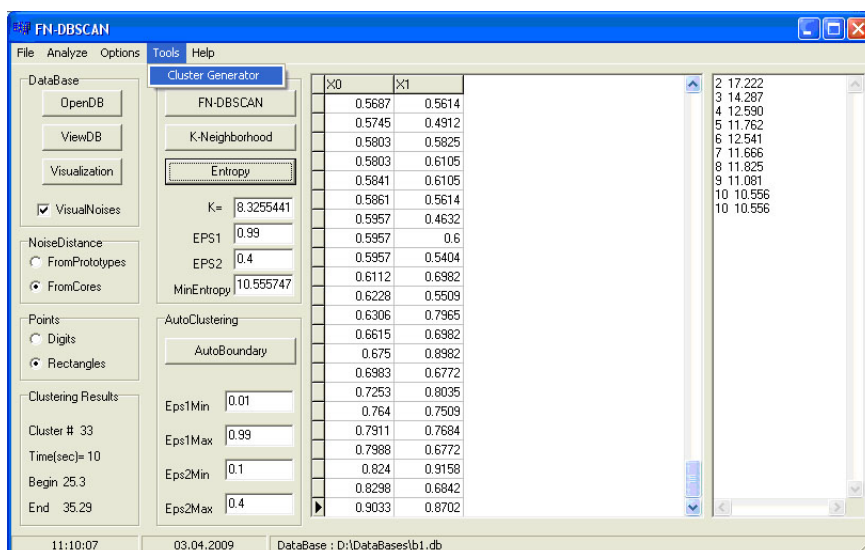 FN-DBSCAN
File Analyze Options Tools Help
Cluster Generator
DataBase
OpenDB
ViewDB
Visualization
VisualNoises
NoiseDistance
FromPrototypes
FromCores
Points
Digits
Rectangles
Clustering Results
Cluster # 33
Time(sec)= 10
Begin 25.3
End 35.29
FN-DBSCAN
K-Neighborhood
Entropy
K= 8.3255441
EPS1 0.99
EPS2 0.4
MinEntropy 10.555747
AutoClustering
AutoBoundary
Eps1Min 0.01
Eps1Max 0.99
Eps2Min 0.1
Eps2Max 0.4
X0 X1
0.5687 0.5614
0.5745 0.4912
0.5803 0.5825
0.5803 0.6105
0.5841 0.6105
0.5861 0.5614
0.5957 0.4632
0.5957 0.6
0.5957 0.5404
0.6112 0.6982
0.6228 0.5509
0.6306 0.7965
0.6615 0.6982
0.675 0.8982
0.6983 0.6772
0.7253 0.8035
0.764 0.7509
0.7911 0.7684
0.7988 0.6772
0.824 0.9158
0.8298 0.6842
0.9033 0.8702
2 17.222
3 14.287
4 12.590
5 11.762
6 12.541
7 11.666
8 11.825
9 11.081
10 10.556
10 10.556
11:10:07 03.04.2009 DataBase : D:\DataBases\b1.db